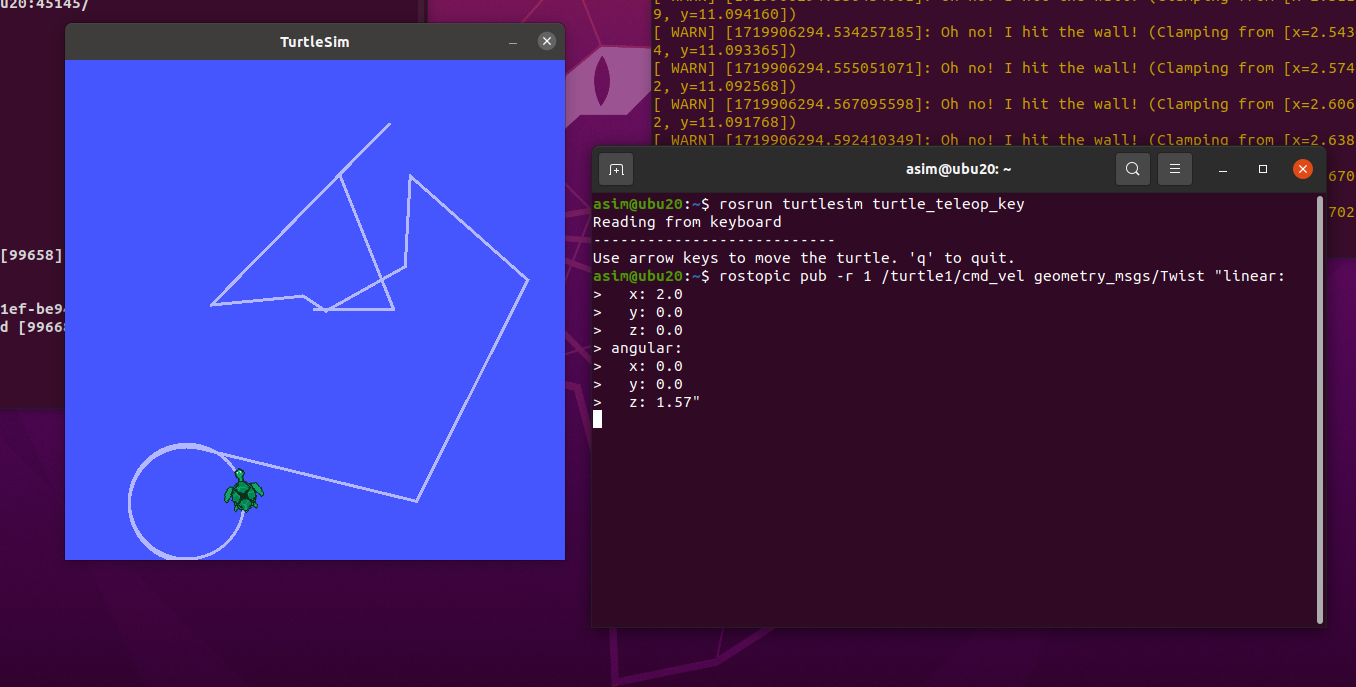 u20:45145/
TurtleSim
[99658]
1ef-be94
d [99668
9, y=11.094160])
[ WARN] [1719906294.534257185]: Oh no! I hit the wall! (Clamping from [x=2.543
4, y=11.093365])
[ WARN] [1719906294.555051071]: Oh no! I hit the wall! (Clamping from [x=2.574
2, y=11.092568])
[ WARN] [1719906294.567095598]: Oh no! I hit the wall! (Clamping from [x=2.606
2, y=11.091768])
[ WARN] [1719906294.592410349]: Oh no! I hit the wall! (Clamping from [x=2.638
670
702
asim@ubu20: ~
asim@ubu20:~$ rosrun turtlesim turtle_teleop_key
Reading from keyboard
---------------------------
Use arrow keys to move the turtle. 'q' to quit.
asim@ubu20:~$ rostopic pub -r 1 /turtle1/cmd_vel geometry_msgs/Twist "linear:
>   x: 2.0
>   y: 0.0
>   z: 0.0
> angular:
>   x: 0.0
>   y: 0.0
>   z: 1.57"